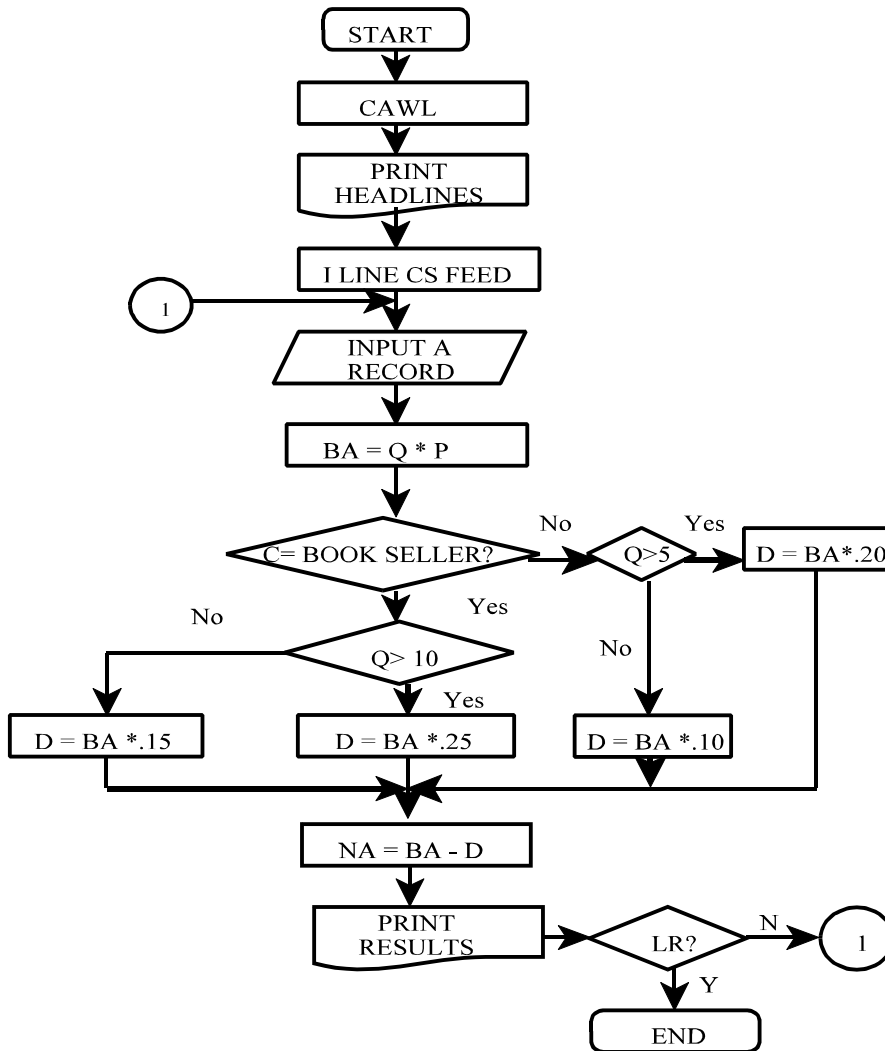 START
CAWL
PRINT
HEADLINES
I LINE CS FEED
1
INPUT A
RECORD
BA = Q * P
C= BOOK SELLER?
No
Q>5
Yes
D = BA*.20
Yes
No
Q> 10
No
Yes
D = BA *.15
D = BA *.25
D = BA *.10
NA = BA - D
PRINT
RESULTS
LR?
N
1
Y
END